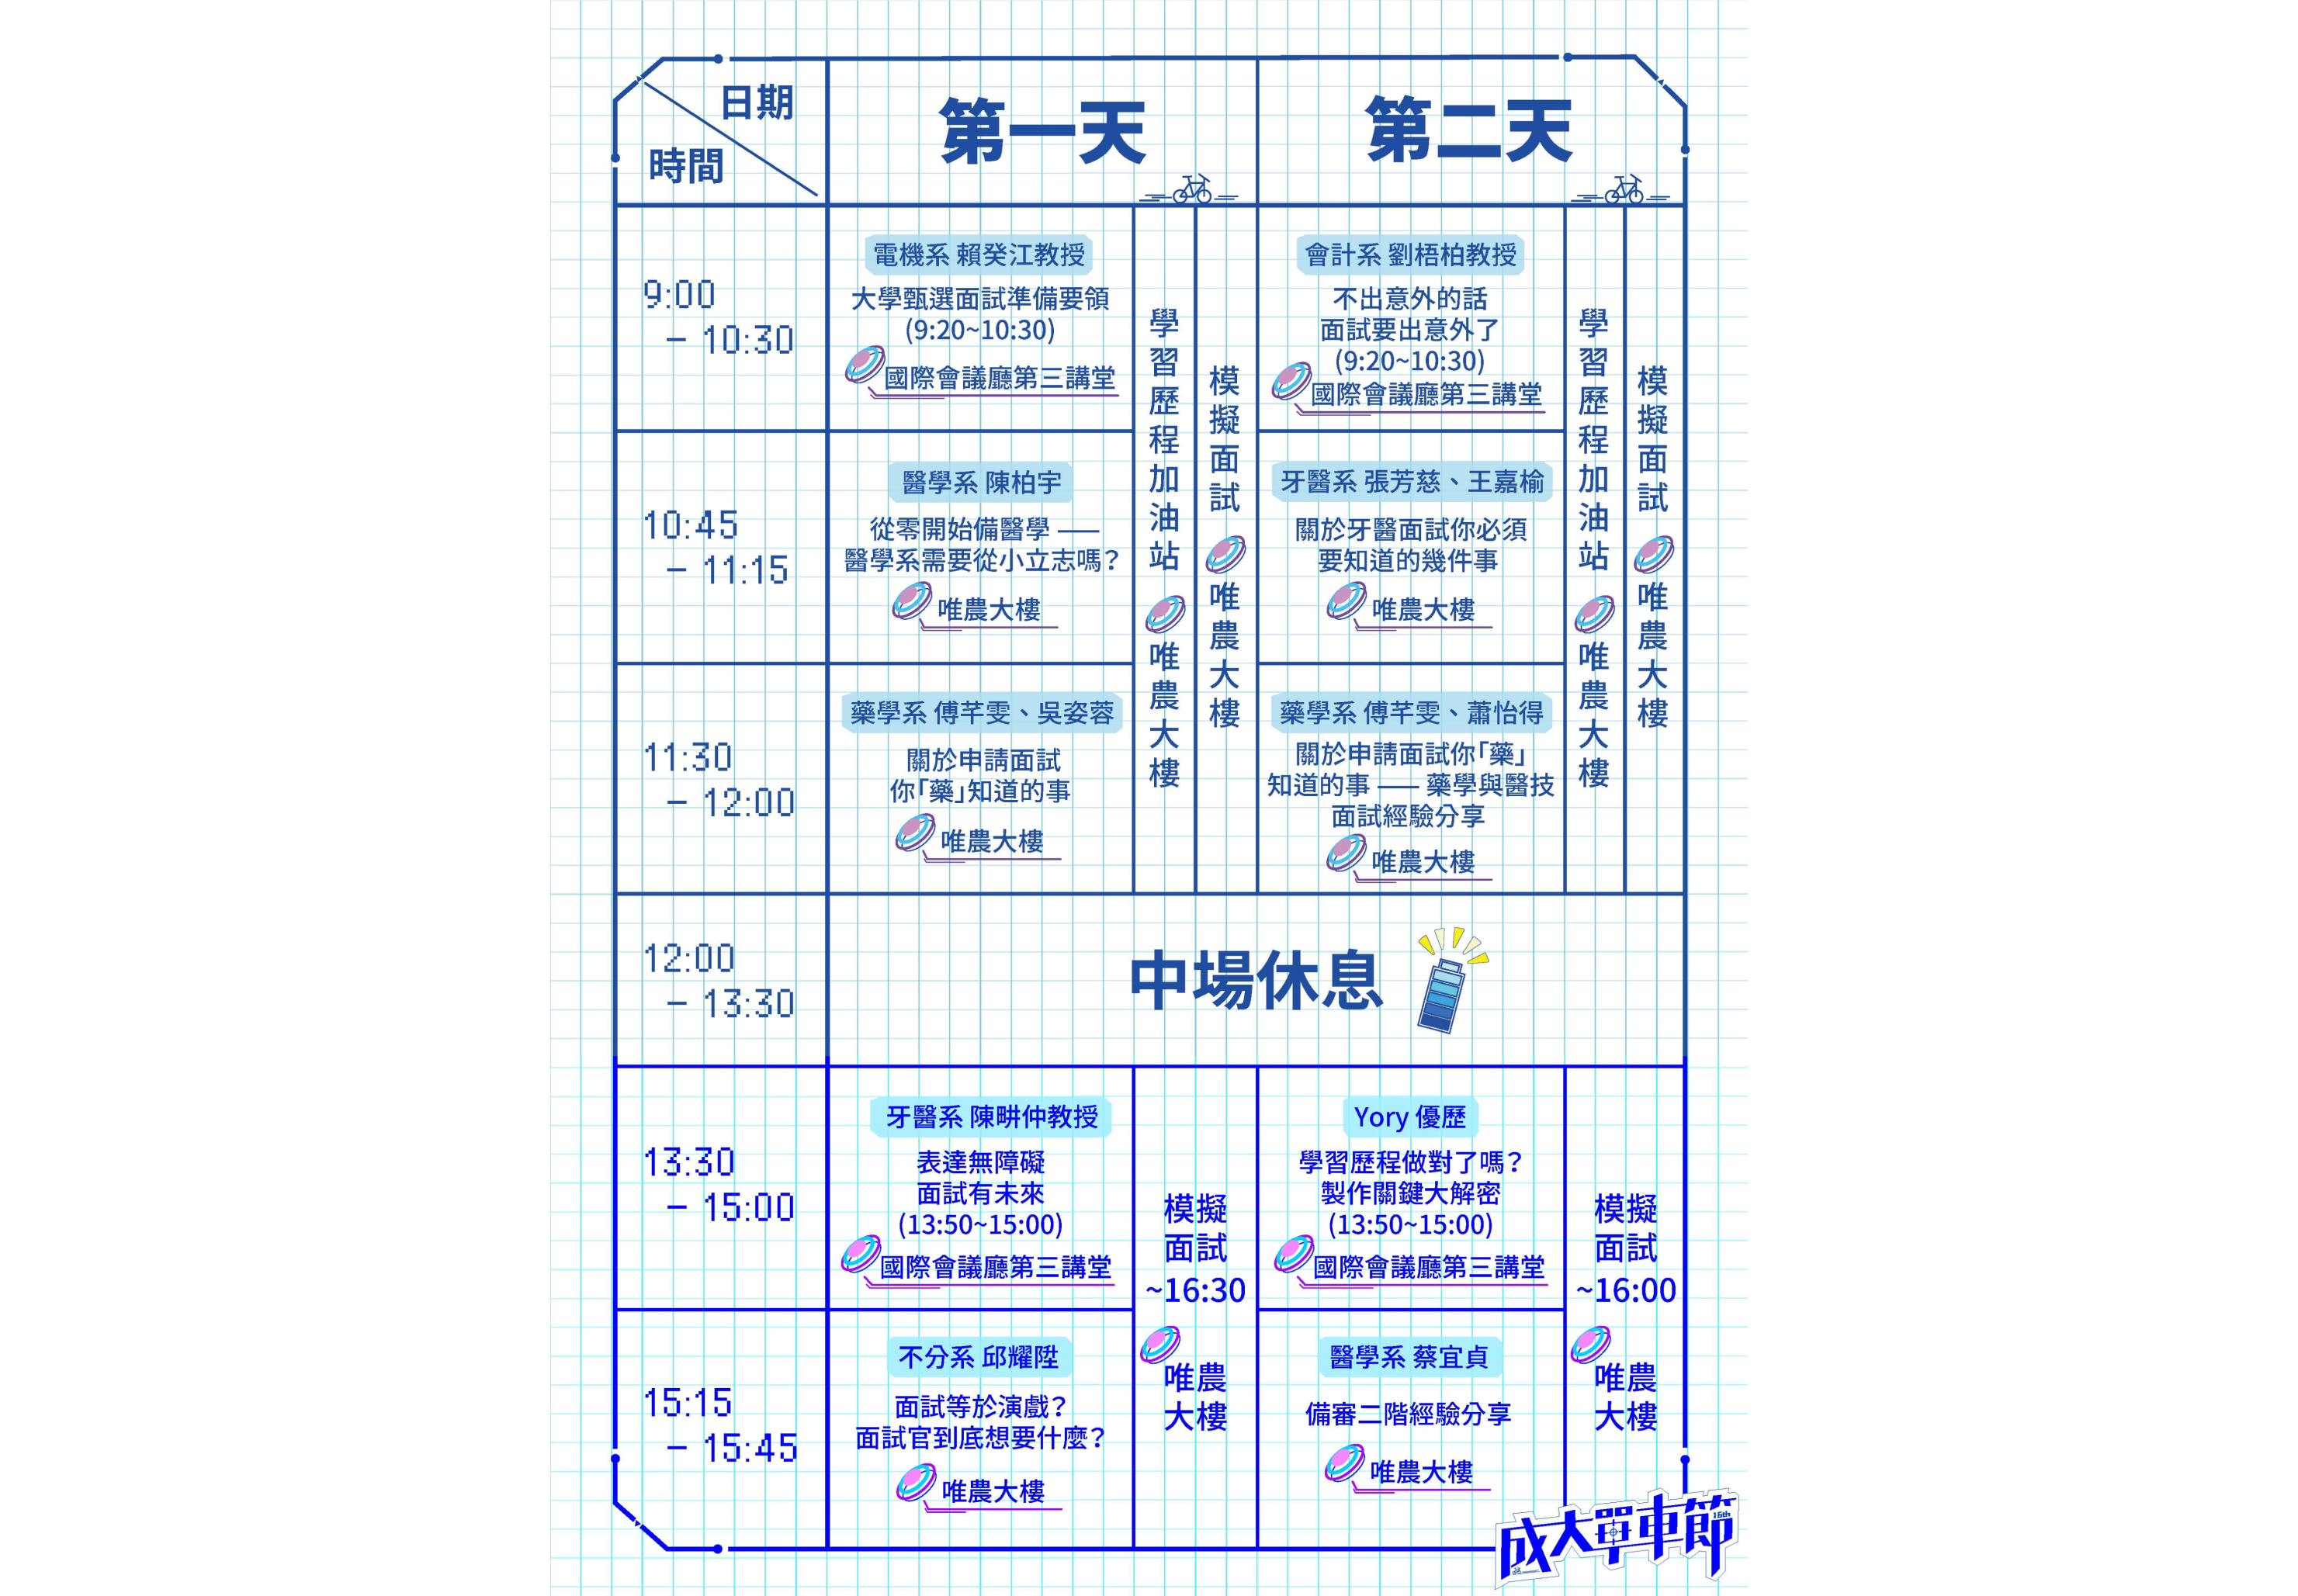 日期
時間
第一天
第二天
9:00
– 10:30
電機系 賴癸江教授
大學甄選面試準備要領
(9:20~10:30)
國際會議廳第三講堂
學習歷程加油站
唯農大樓
模擬面試
唯農大樓
會計系 劉梧柏教授
不出意外的話
面試要出意外了
(9:20~10:30)
國際會議廳第三講堂
學習歷程加油站
唯農大樓
模擬面試
唯農大樓
10:45
– 11:15
醫學系 陳柏宇
從零開始備醫學 ——
醫學系需要從小立志嗎？
唯農大樓
牙醫系 張芳慈、王嘉榆
關於牙醫面試你必須
要知道的幾件事
唯農大樓
11:30
– 12:00
藥學系 傅芊雯、吳姿蓉
關於申請面試
你「藥」知道的事
唯農大樓
藥學系 傅芊雯、蕭怡得
關於申請面試你「藥」
知道的事 —— 藥學與醫技
面試經驗分享
唯農大樓
12:00
– 13:30
中場休息
13:30
– 15:00
牙醫系 陳畊仲教授
表達無障礙
面試有未來
(13:50~15:00)
國際會議廳第三講堂
模擬
面試
~16:30
唯農
大樓
Yory 優歷
學習歷程做對了嗎？
製作關鍵大解密
(13:50~15:00)
國際會議廳第三講堂
模擬
面試
~16:00
唯農
大樓
15:15
– 15:45
不分系 邱耀陞
面試等於演戲？
面試官到底想要什麼？
唯農大樓
醫學系 蔡宜貞
備審二階經驗分享
唯農大樓
成大單車節
16th